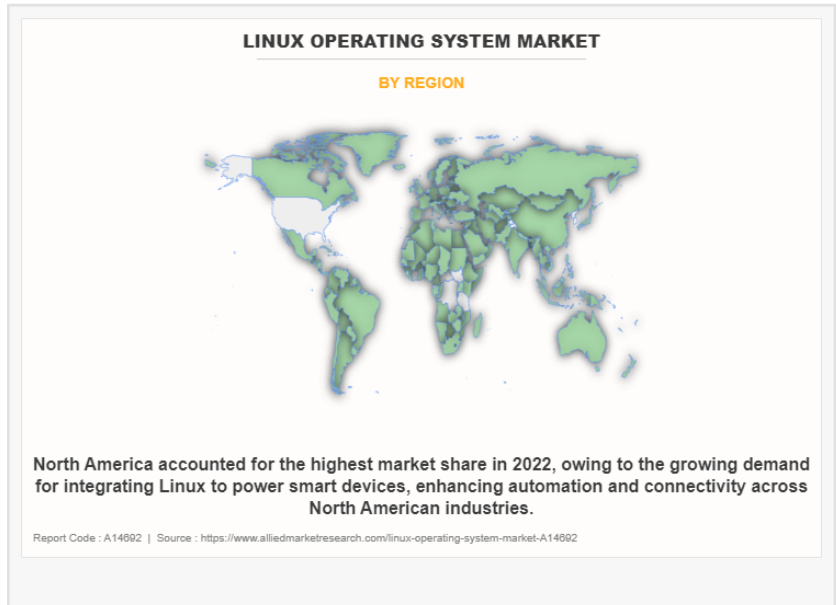 LINUX OPERATING SYSTEM MARKET
BY REGION
North America accounted for the highest market share in 2022, owing to the growing demand
for integrating Linux to power smart devices, enhancing automation and connectivity across
North American industries.
Report Code : A14692 | Source : https://www.alliedmarketresearch.com/linux-operating-system-market-A14692